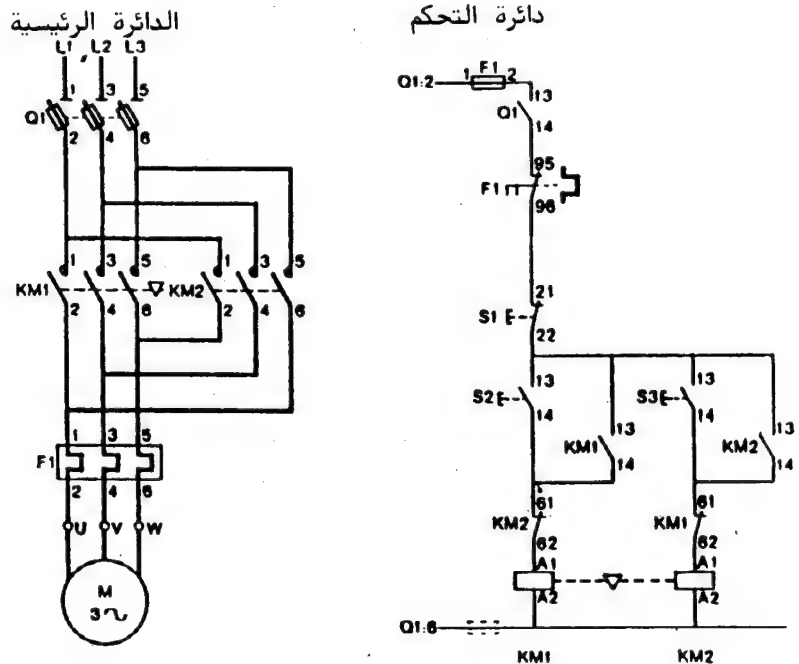 الدائرة الرئيسية
L1 L2 L3
1 3 5
Q1
2 4 6
1 3 5 1 3 5
KM1 KM2
2 4 6 2 4 6
1 3 5
F1
2 4 6
U V W
M
3
دائرة التحكم
F1
Q1:2 1 2
13
Q1
14
95
F1
96
21
S1
22
13 13
S2 S3
14 14
13 13
KM1 KM2
14 14
61 61
KM2 KM1
62 62
A1 A1
A2 A2
Q1:6
KM1 KM2